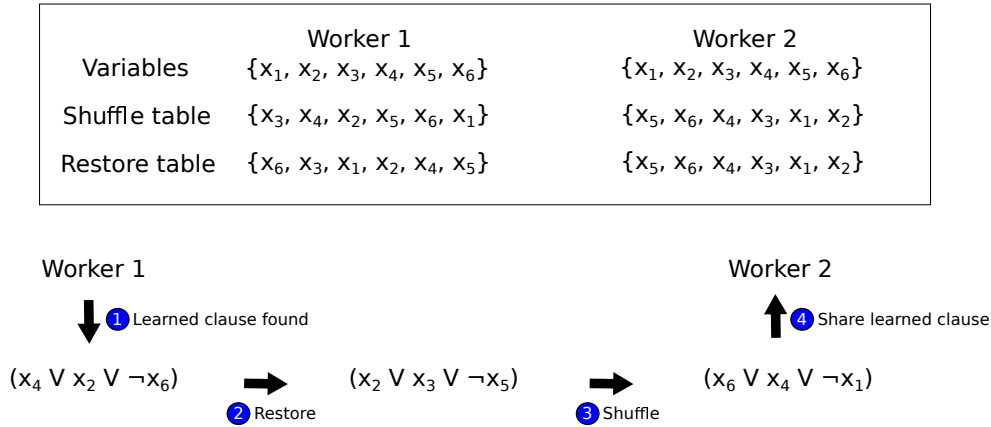 Worker 1 Worker 2
Variables {x₁, x₂, x₃, x₄, x₅, x₆} {x₁, x₂, x₃, x₄, x₅, x₆}
Shuffle table {x₃, x₄, x₂, x₅, x₆, x₁} {x₅, x₆, x₄, x₃, x₁, x₂}
Restore table {x₆, x₃, x₁, x₂, x₄, x₅} {x₅, x₆, x₄, x₃, x₁, x₂}
Worker 1 Worker 2
1 Learned clause found 4 Share learned clause
(x₄ V x₂ V ¬x₆) (x₂ V x₃ V ¬x₅) (x₆ V x₄ V ¬x₁)
2 Restore 3 Shuffle